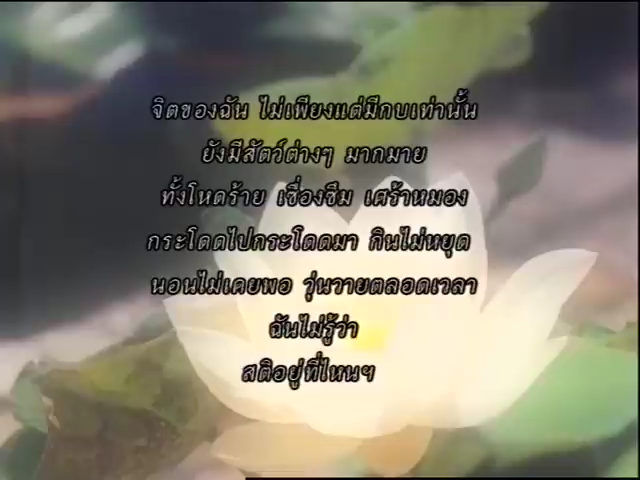 จิตของฉัน ไม่เพียงแต่มีกบเท่านั้น
ยังมีสัตว์ต่างๆ มากมาย
ทั้งโหดร้าย เชื่องซึม เศร้าหมอง
กระโดดไปกระโดดมา กินไม่หยุด
นอนไม่เคยพอ วุ่นวายตลอดเวลา
ฉันไม่รู้ว่า
สติอยู่ที่ไหนฯ